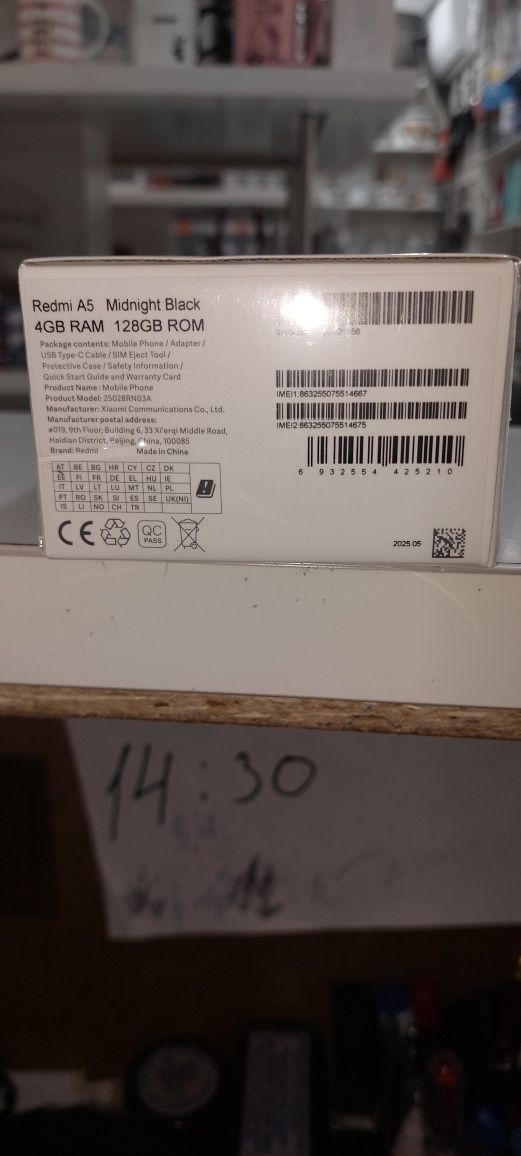 Redmi A5 Midnight Black
4GB RAM 128GB ROM
Package contents: Mobile Phone / Adapter /
USB Type-C Cable / SIM Eject Tool /
Protective Case / Safety Information /
Quick Start Guide and Warranty Card
Product Name: Mobile Phone
Product Model: 25028RN03A
Manufacturer: Xiaomi Communications Co., Ltd.
Manufacturer postal address:
#019, 9th Floor, Building 6, 33 Xi'erqi Middle Road,
Haidian District, Beijing, China, 100085
Brand: Redmi Made in China
AT BE BG HR CY CZ DK
EE FI FR DE EL HU IE
IT LV LT LU MT NL PL
PT RO SK SI ES SE UK(NI)
IS LI NO CH TR
CE
QC
PASS
IMEI1:863255075514667
IMEI2:863255075514675
6 932554 425210
2025.05
14:30